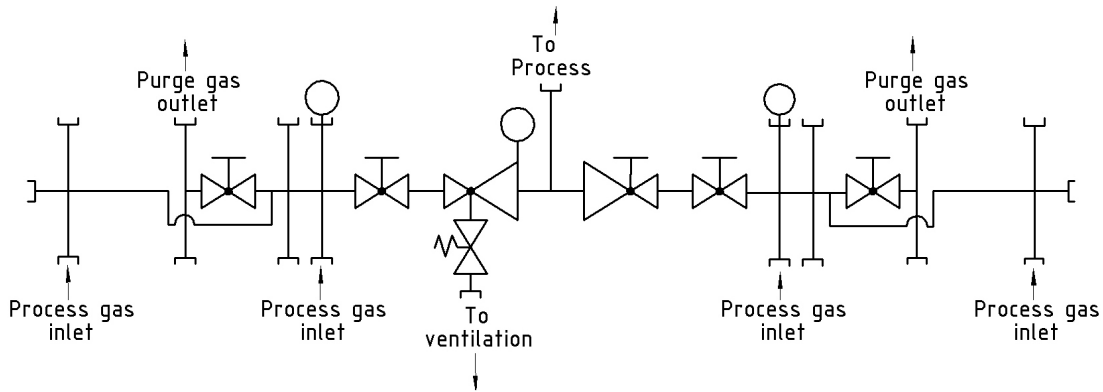 To
Process
Purge gas
outlet
Purge gas
outlet
Process gas
inlet
Process gas
inlet
To
ventilation
Process gas
inlet
Process gas
inlet